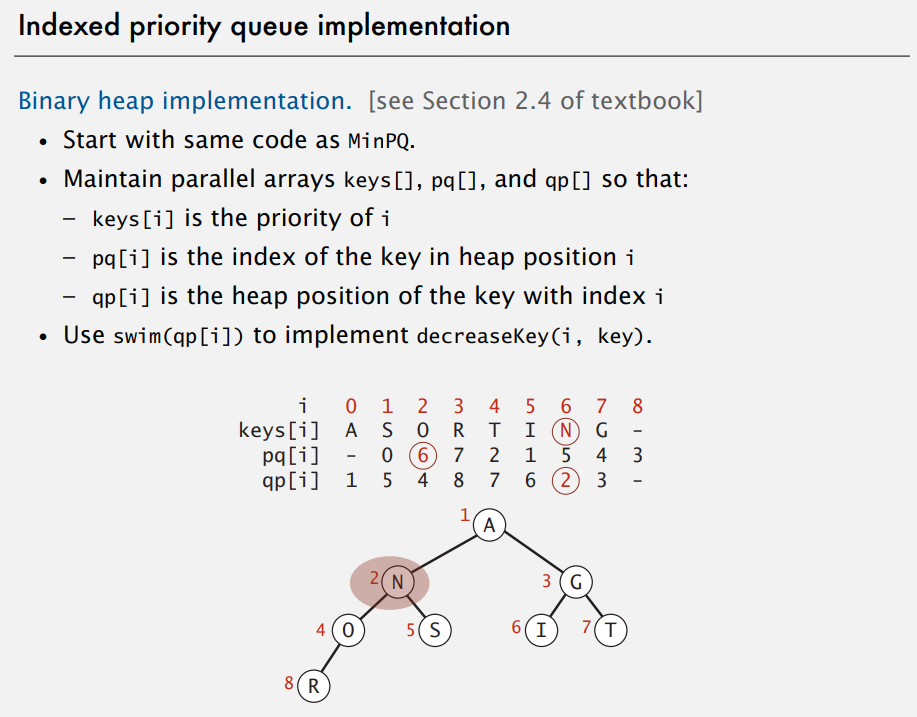 Indexed priority queue implementation
Binary heap implementation. [see Section 2.4 of textbook]
• Start with same code as MinPQ.
• Maintain parallel arrays keys[], pq[], and qp[] so that:
– keys[i] is the priority of i
– pq[i] is the index of the key in heap position i
– qp[i] is the heap position of the key with index i
• Use swim(qp[i]) to implement decreaseKey(i, key).
i 0 1 2 3 4 5 6 7 8
keys[i] A S O R T I N G –
pq[i] – 0 6 7 2 1 5 4 3
qp[i] 1 5 4 8 7 6 2 3 –
1 A
2 N 3 G
4 O 5 S 6 I 7 T
8 R